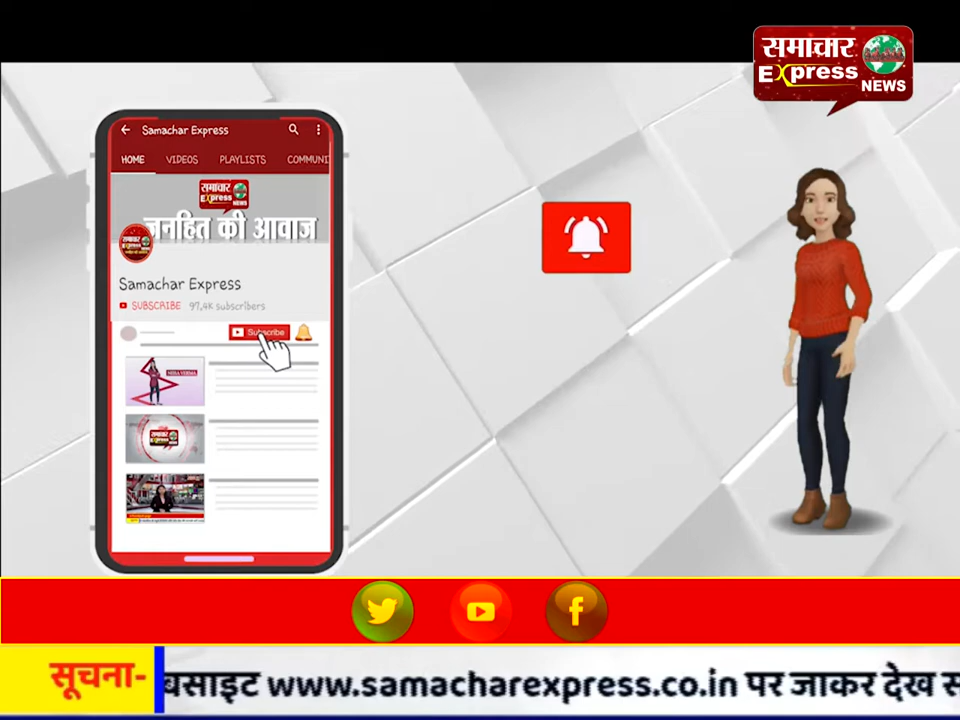 समाचार
Express
NEWS
Samachar Express
HOME VIDEOS PLAYLISTS COMMUNI
समाचार
Express
NEWS
जनहित की आवाज
Samachar Express
SUBSCRIBE 97.4K subscribers
Subscribe
सूचना- बसाइट www.samacharexpress.co.in पर जाकर देख स